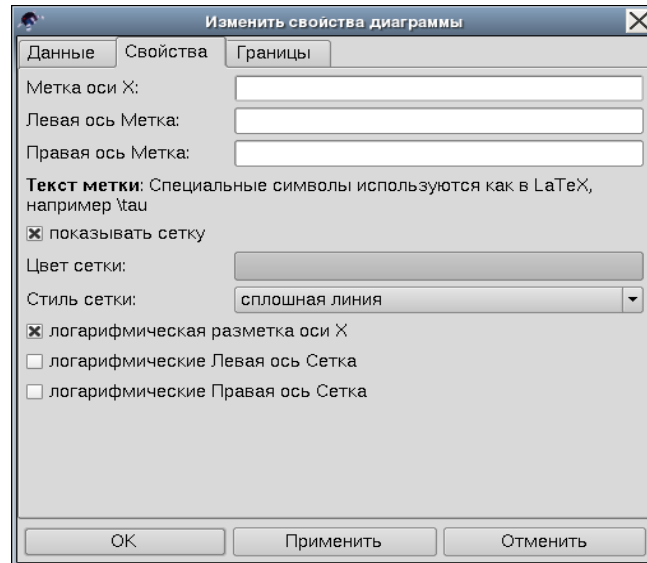 Изменить свойства диаграммы
Данные
Свойства
Границы
Метка оси X:
Левая ось Метка:
Правая ось Метка:
Текст метки: Специальные символы используются как в LaTeX,
например \tau
показывать сетку
Цвет сетки:
Стиль сетки:
сплошная линия
логарифмическая разметка оси X
логарифмические Левая ось Сетка
логарифмические Правая ось Сетка
OK
Применить
Отменить